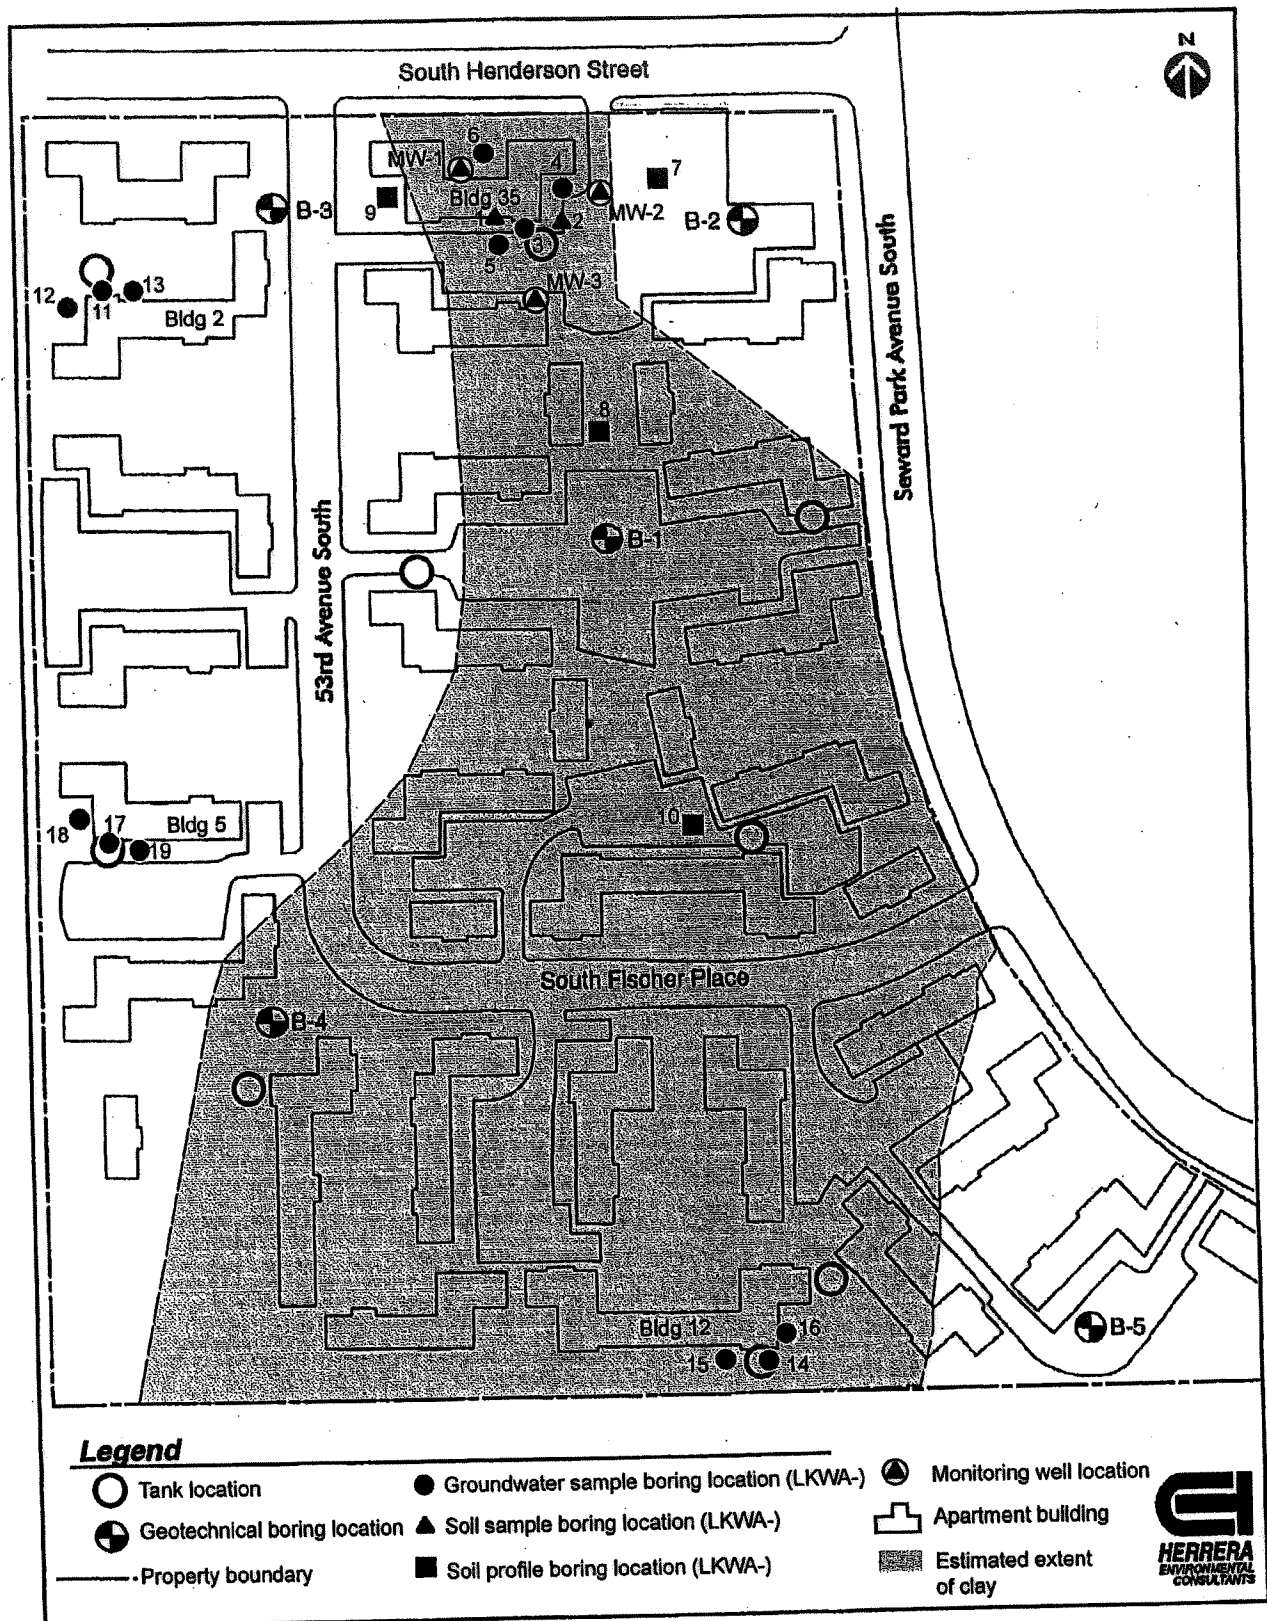 N
South Henderson Street
6
MW-1
4
7
Bldg 35
9
1
2
MW-2
B-2
B-3
3
5
MW-3
12
11
13
Bldg 2
8
Seward Park Avenue South
B-1
53rd Avenue South
18
17
Bldg 5
19
10
South Fischer Place
B-4
Bldg 12
16
15
14
B-5
Legend
Tank location
Groundwater sample boring location (LKWA-)
Monitoring well location
Geotechnical boring location
Soil sample boring location (LKWA-)
Apartment building
Property boundary
Soil profile boring location (LKWA-)
Estimated extent
of clay
HERRERA
ENVIRONMENTAL
CONSULTANTS